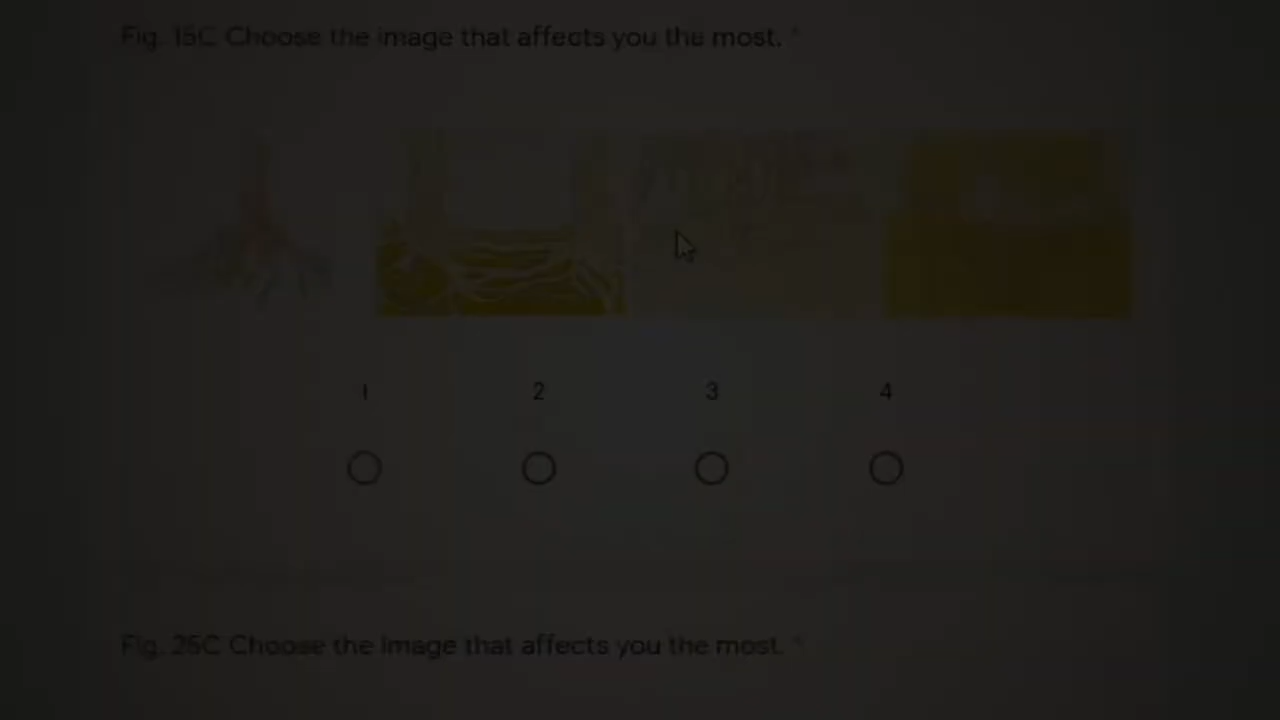 Fig. 15C Choose the image that affects you the most. *
1 2 3 4
Fig. 25C Choose the image that affects you the most. *